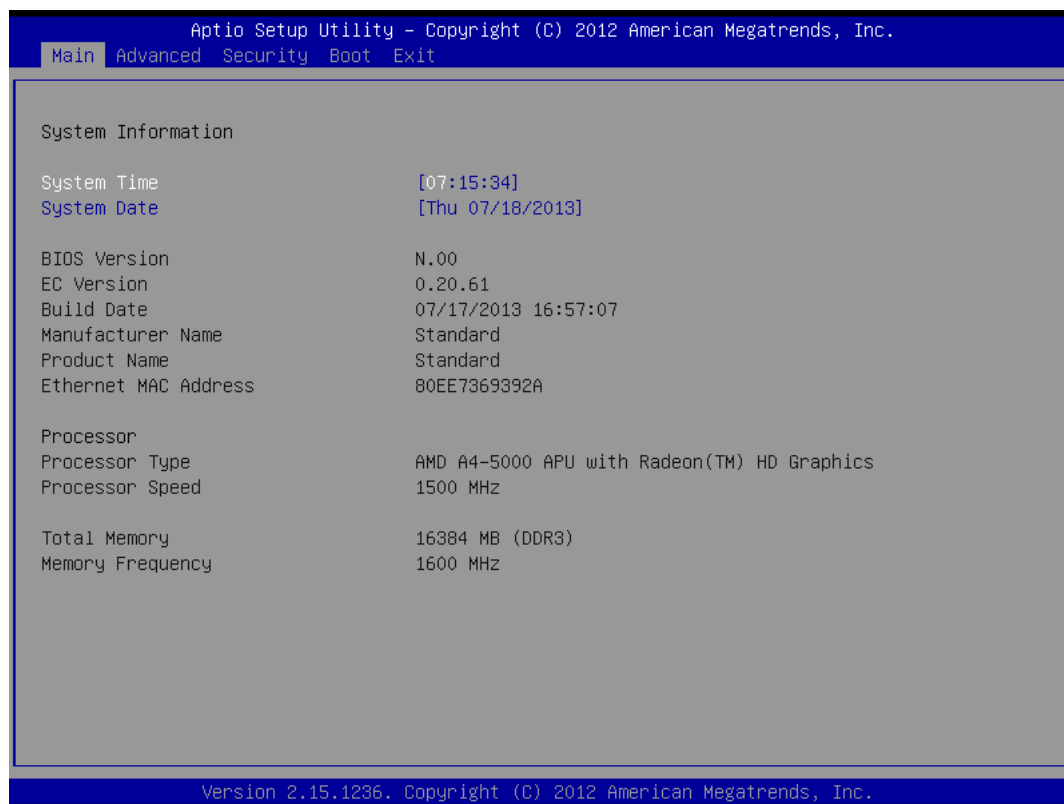 Aptio Setup Utility – Copyright (C) 2012 American Megatrends, Inc.
Main Advanced Security Boot Exit
System Information
System Time [07:15:34]
System Date [Thu 07/18/2013]
BIOS Version N.00
EC Version 0.20.61
Build Date 07/17/2013 16:57:07
Manufacturer Name Standard
Product Name Standard
Ethernet MAC Address 80EE7369392A
Processor
Processor Type AMD A4-5000 APU with Radeon(TM) HD Graphics
Processor Speed 1500 MHz
Total Memory 16384 MB (DDR3)
Memory Frequency 1600 MHz
Version 2.15.1236. Copyright (C) 2012 American Megatrends, Inc.